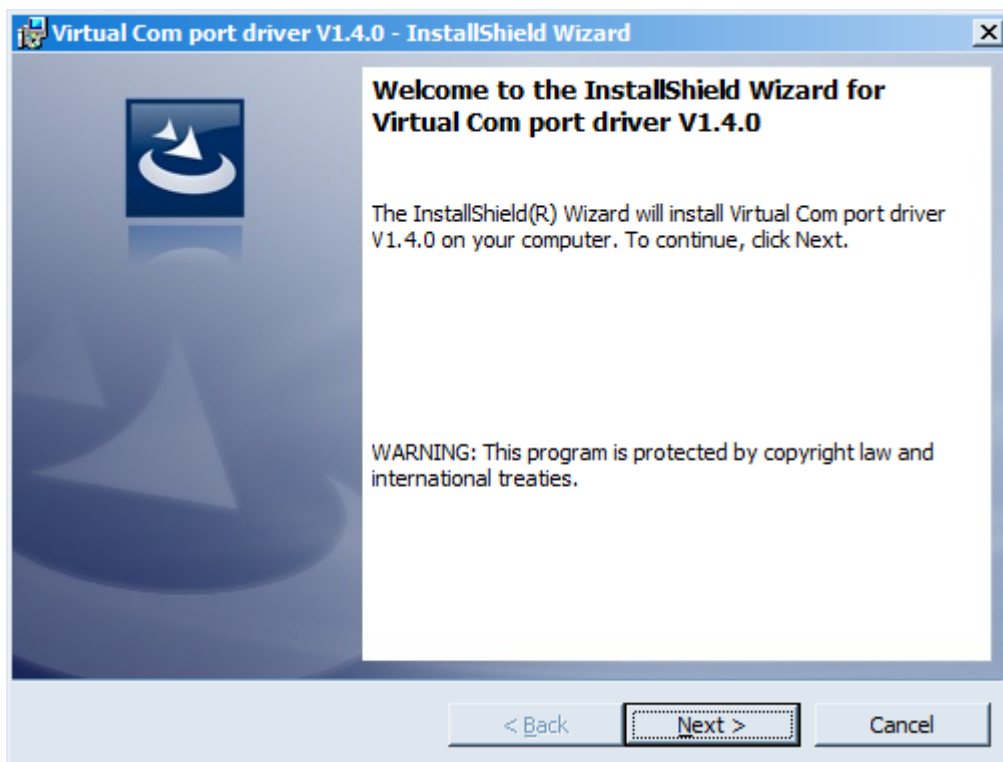 Virtual Com port driver V1.4.0 - InstallShield Wizard
Welcome to the InstallShield Wizard for
Virtual Com port driver V1.4.0
The InstallShield(R) Wizard will install Virtual Com port driver
V1.4.0 on your computer. To continue, click Next.
WARNING: This program is protected by copyright law and
international treaties.
< Back
Next >
Cancel